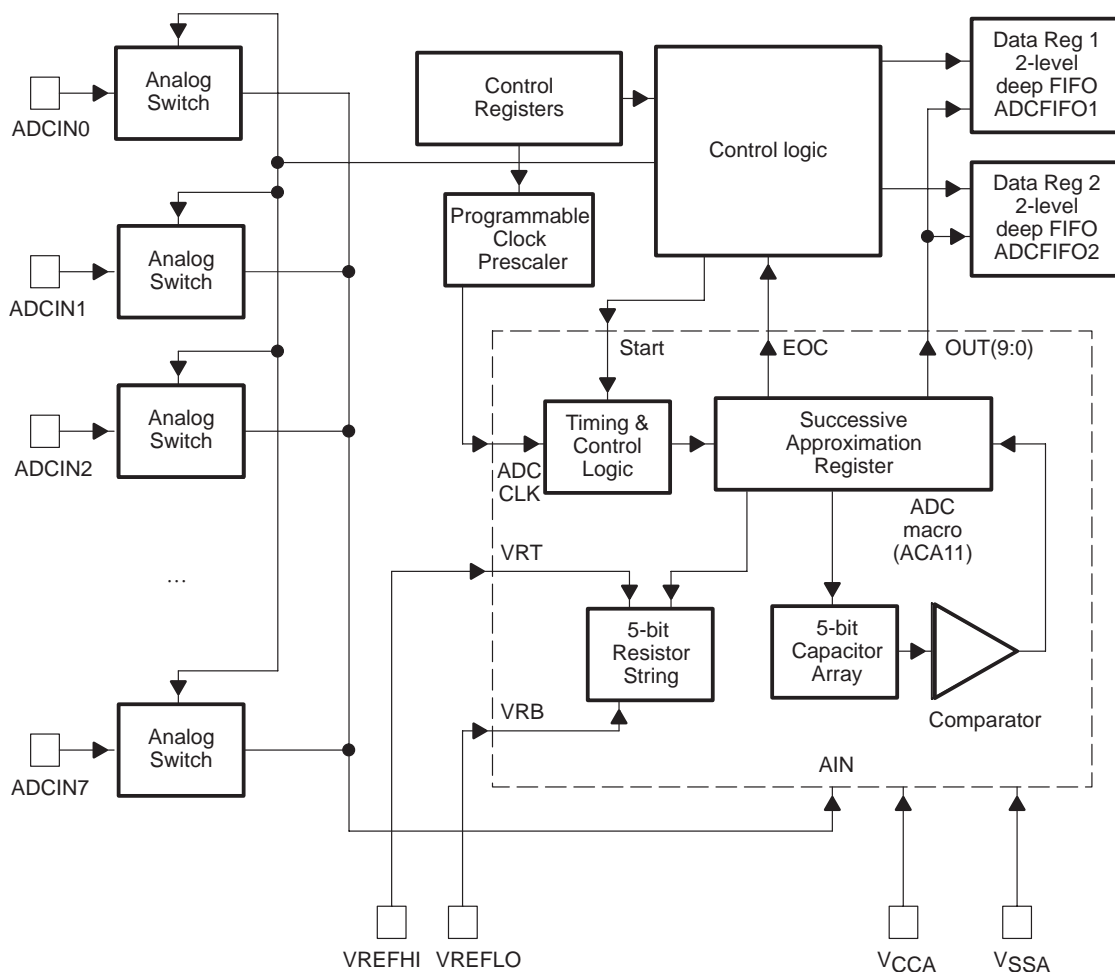 Analog
Switch
ADCIN0
Control
Registers
Control logic
Data Reg 1
2-level
deep FIFO
ADCFIFO1
Analog
Switch
ADCIN1
Programmable
Clock
Prescaler
Data Reg 2
2-level
deep FIFO
ADCFIFO2
Start
EOC
OUT(9:0)
Analog
Switch
ADCIN2
ADC
CLK
Timing &
Control
Logic
Successive
Approximation
Register
ADC
macro
(ACA11)
VRT
...
5-bit
Resistor
String
5-bit
Capacitor
Array
Comparator
VRB
Analog
Switch
ADCIN7
AIN
VREFHI
VREFLO
VCCA
VSSA